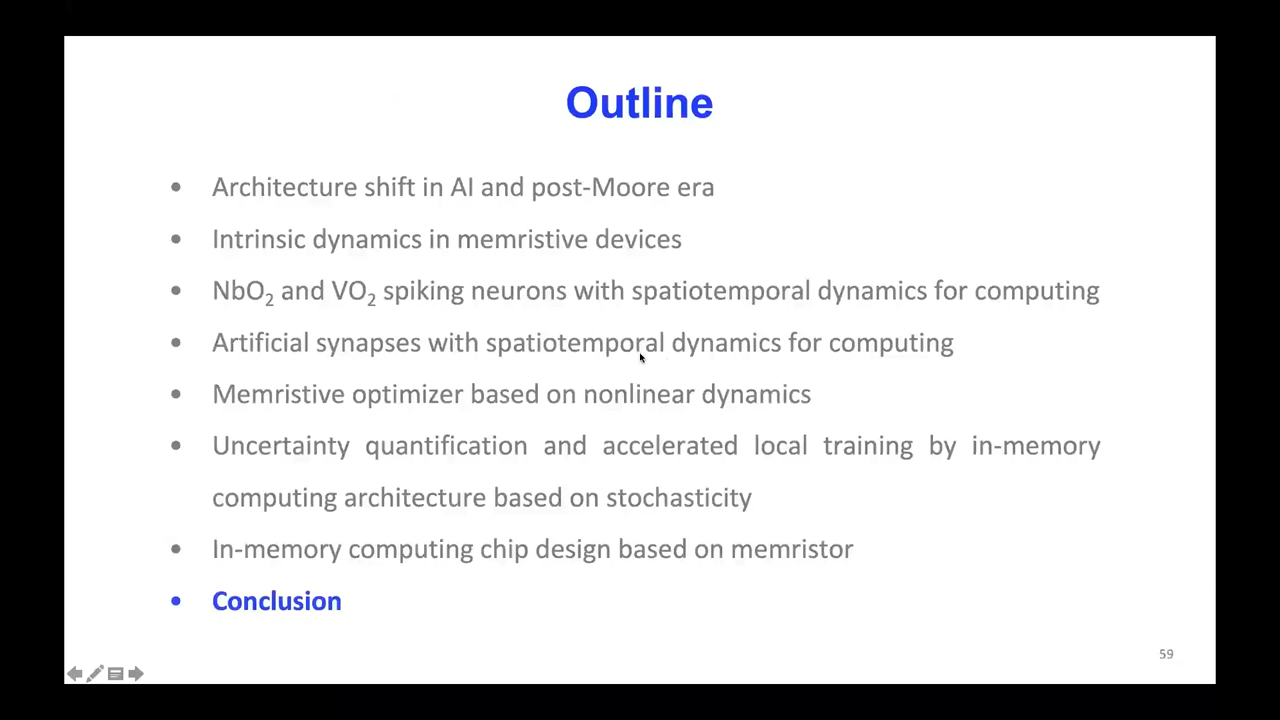 Outline
• Architecture shift in AI and post-Moore era
• Intrinsic dynamics in memristive devices
• NbO₂ and VO₂ spiking neurons with spatiotemporal dynamics for computing
• Artificial synapses with spatiotemporal dynamics for computing
• Memristive optimizer based on nonlinear dynamics
• Uncertainty quantification and accelerated local training by in-memory
computing architecture based on stochasticity
• In-memory computing chip design based on memristor
• Conclusion
59